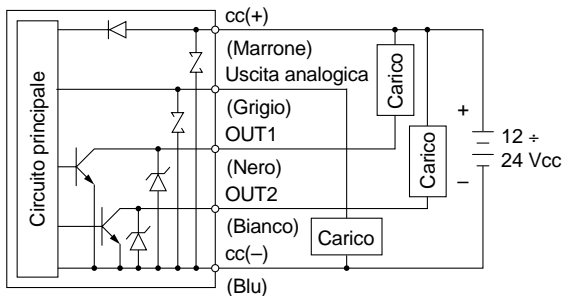 cc(+)
(Marrone)
Uscita analogica
(Grigio)
OUT1
(Nero)
OUT2
(Bianco)
cc(–)
(Blu)
Circuito principale
Carico
Carico
Carico
+
12 ÷
24 Vcc
–